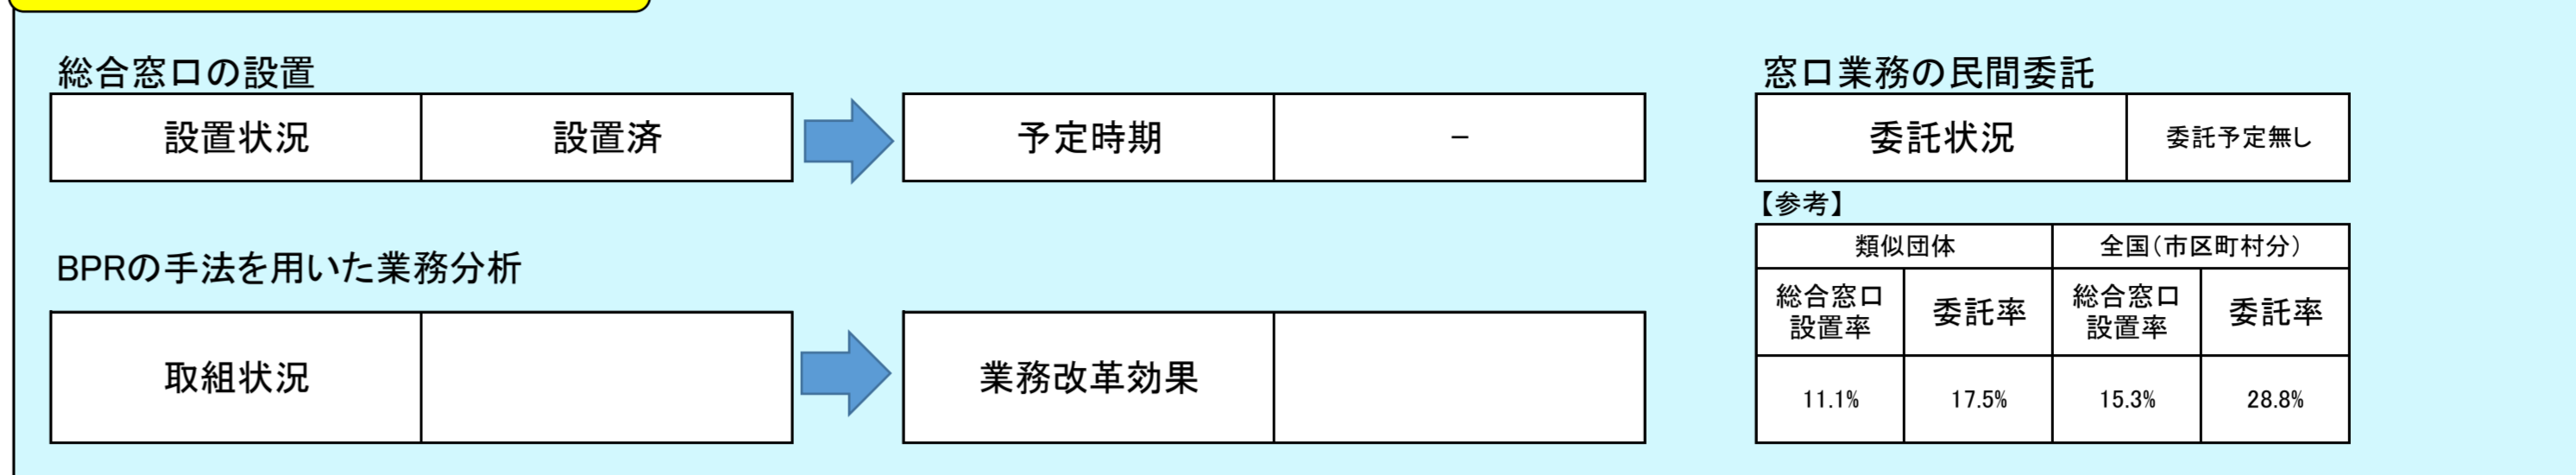 総合窓口の設置
設置状況 設置済 予定時期 －
BPRの手法を用いた業務分析
取組状況 業務改革効果
窓口業務の民間委託
委託状況 委託予定無し
【参考】
類似団体 全国（市区町村分）
総合窓口
設置率
委託率
総合窓口
設置率
委託率
11.1% 17.5% 15.3% 28.8%